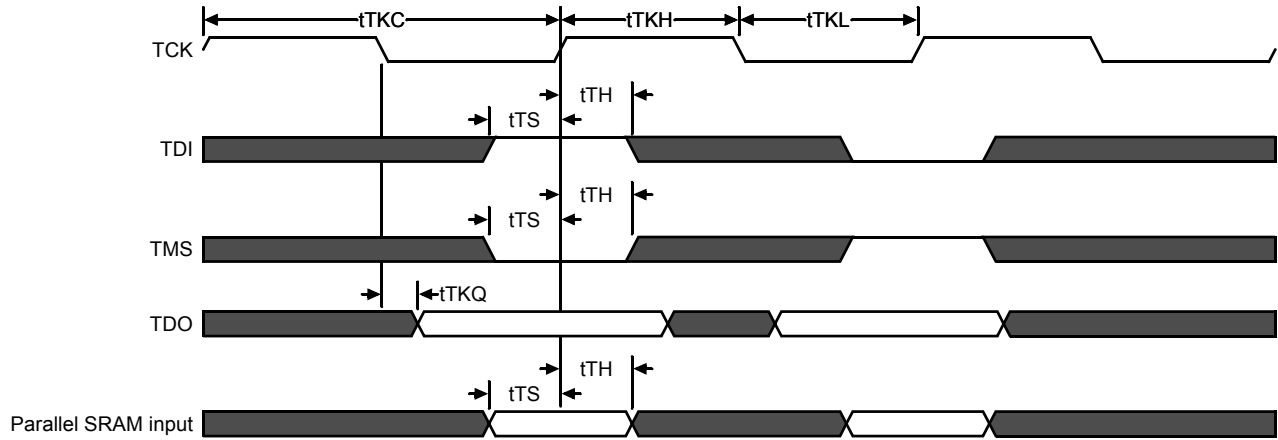 tTKC tTKH tTKL
TCK
tTH
tTS
TDI
tTH
tTS
TMS
tTKQ
TDO
tTH
tTS
Parallel SRAM input